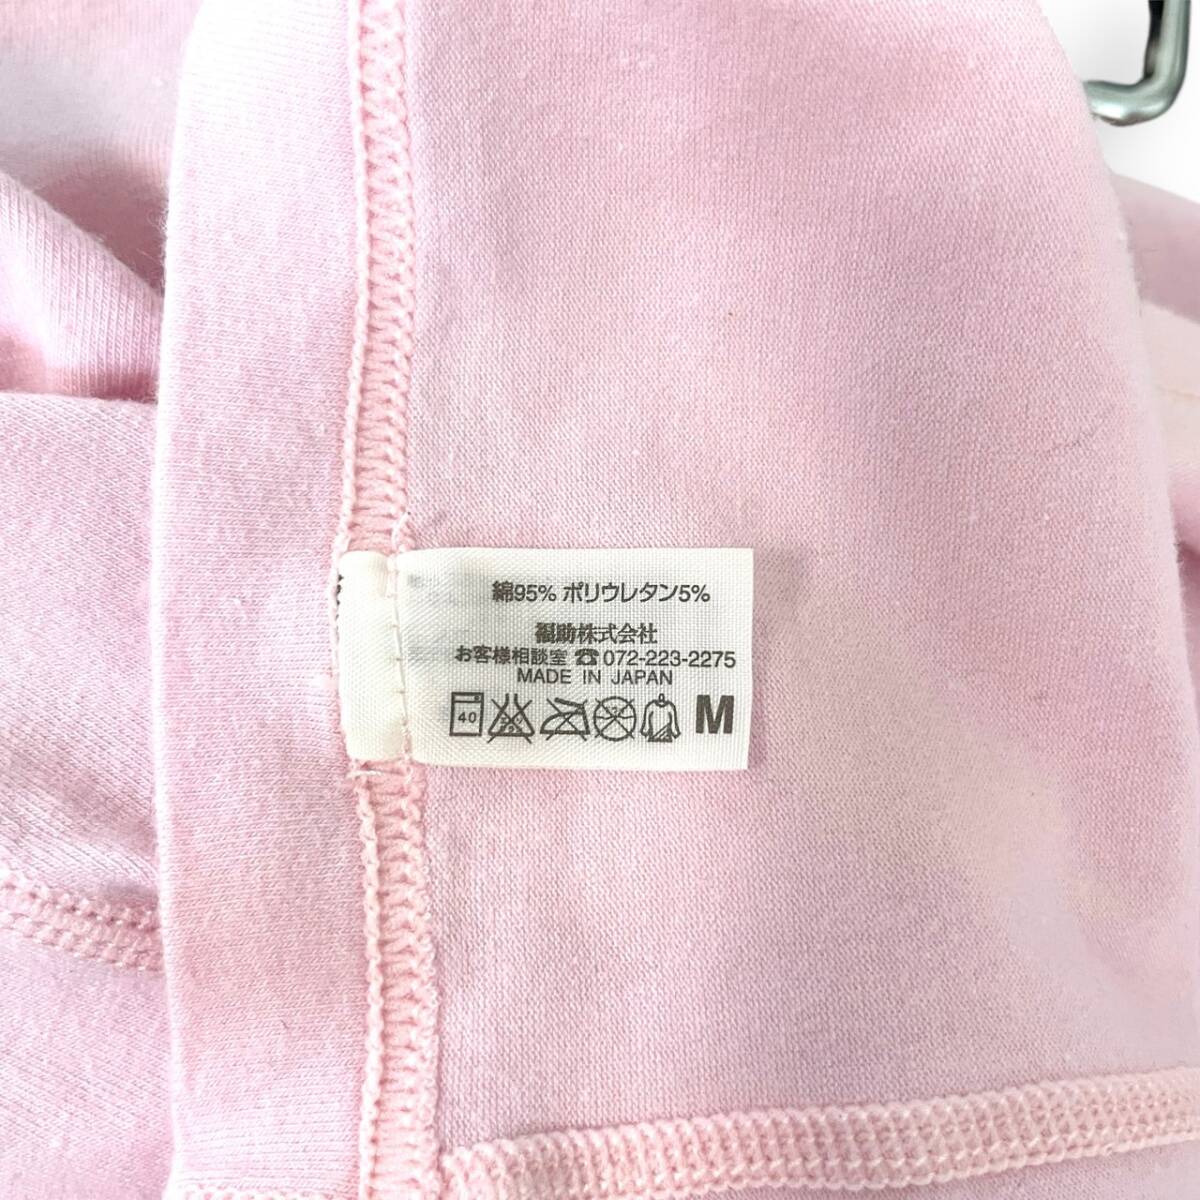 綿95% ポリウレタン5%
福助株式会社
お客様相談室 ☎072-223-2275
MADE IN JAPAN
40 M